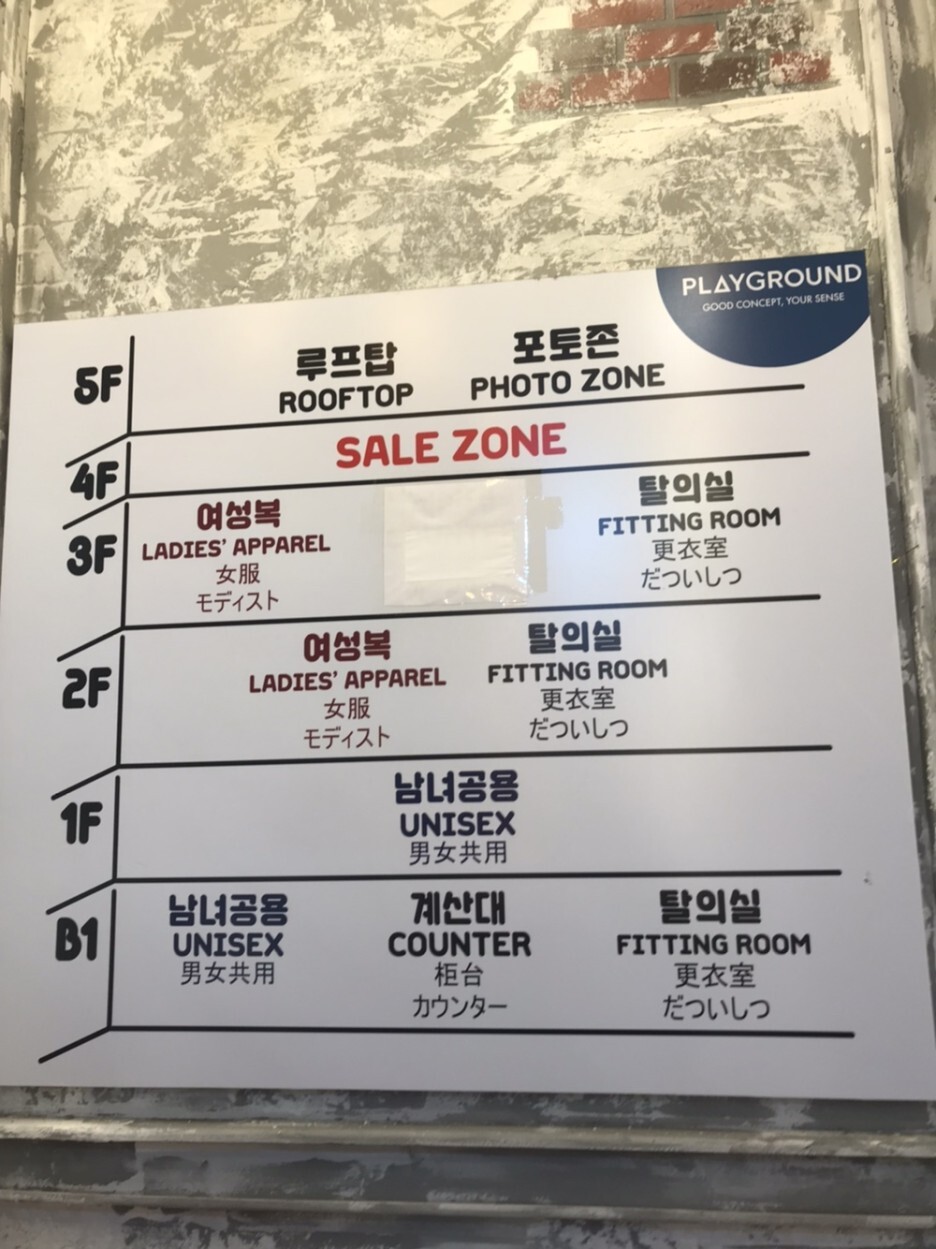 PLAYGROUND
GOOD CONCEPT, YOUR SENSE
5F
루프탑
ROOFTOP
포토존
PHOTO ZONE
4F
SALE ZONE
3F
여성복
LADIES' APPAREL
女服
モディスト
탈의실
FITTING ROOM
更衣室
だついしつ
2F
여성복
LADIES' APPAREL
女服
モディスト
탈의실
FITTING ROOM
更衣室
だついしつ
1F
남녀공용
UNISEX
男女共用
B1
남녀공용
UNISEX
男女共用
계산대
COUNTER
柜台
カウンター
탈의실
FITTING ROOM
更衣室
だついしつ